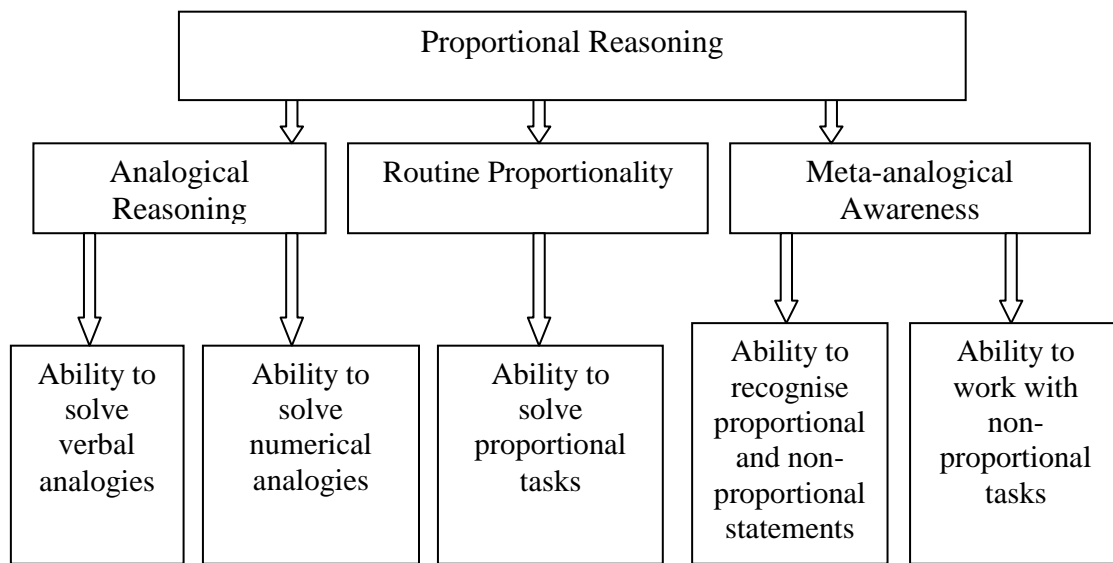 Proportional Reasoning
Analogical
Reasoning
Routine Proportionality
Meta-analogical
Awareness
Ability to
solve
verbal
analogies
Ability to
solve
numerical
analogies
Ability to
solve
proportional
tasks
Ability to
recognise
proportional
and non-
proportional
statements
Ability to
work with
non-
proportional
tasks